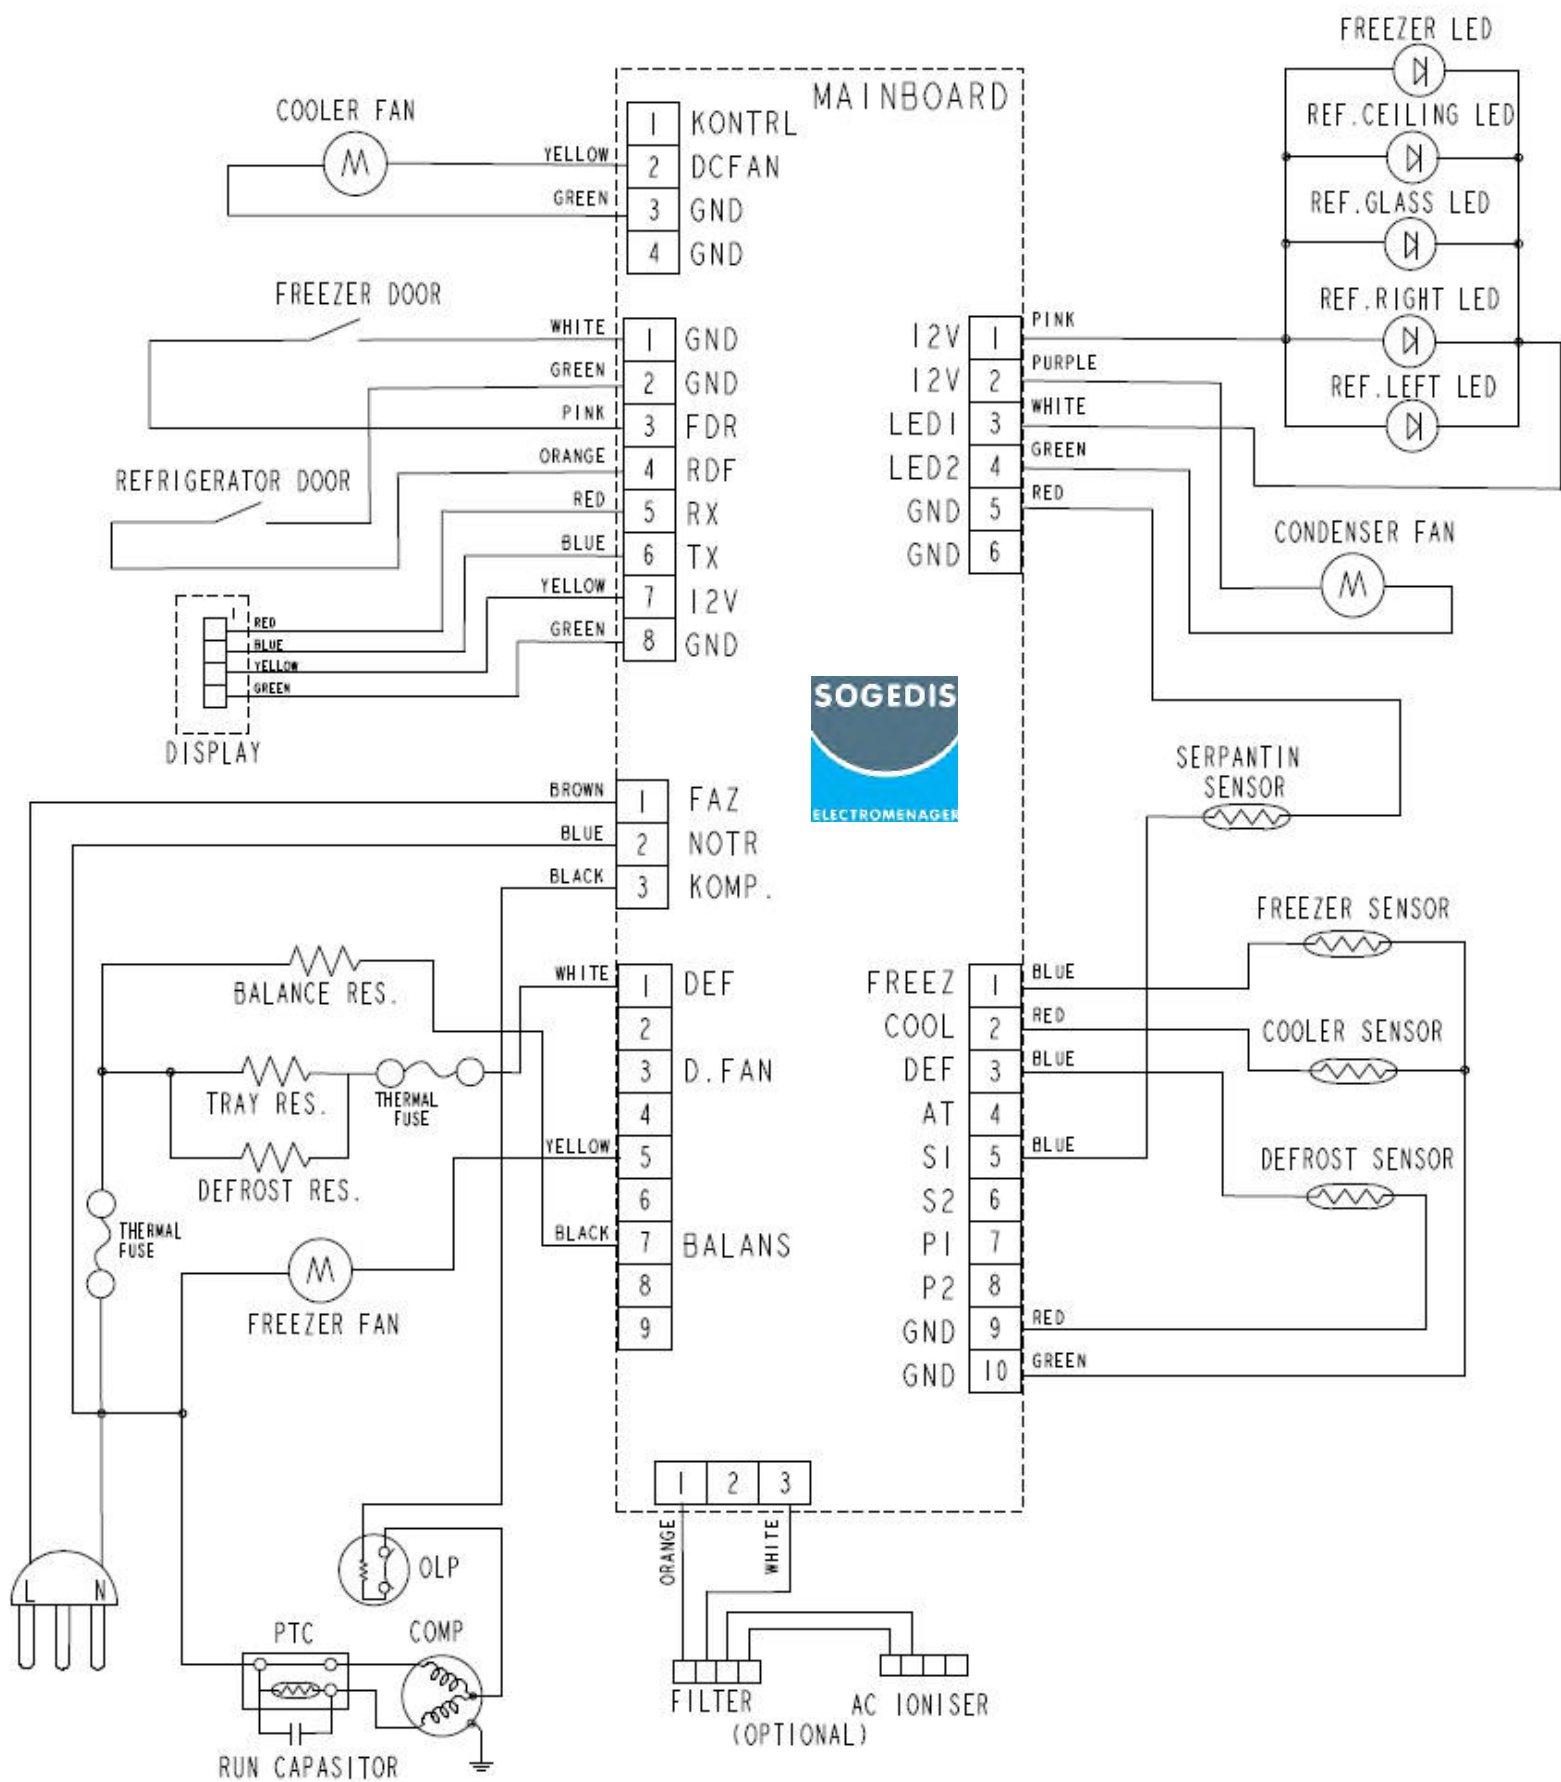 FREEZER LED
MAINBOARD
COOLER FAN
REF.CEILING LED
1 KONTRL
YELLOW 2 DCFAN
GREEN 3 GND
4 GND
REF.GLASS LED
FREEZER DOOR
REF.RIGHT LED
WHITE 1 GND
GREEN 2 GND
PINK 3 FDR
ORANGE 4 RDF
RED 5 RX
BLUE 6 TX
YELLOW 7 12V
GREEN 8 GND
12V 1 PINK
12V 2 PURPLE
LED1 3 WHITE
LED2 4 GREEN
GND 5 RED
GND 6
REF.LEFT LED
REFRIGERATOR DOOR
CONDENSER FAN
1
RED
BLUE
YELLOW
GREEN
DISPLAY
SOGEDIS
ELECTROMENAGER
SERPANTIN
SENSOR
BROWN 1 FAZ
BLUE 2 NOTR
BLACK 3 KOMP.
FREEZER SENSOR
BALANCE RES.
WHITE 1 DEF
2
3 D.FAN
4
YELLOW 5
6
BLACK 7 BALANS
8
9
FREEZ 1 BLUE
COOL 2 RED
DEF 3 BLUE
AT 4
S1 5 BLUE
S2 6
P1 7
P2 8
GND 9 RED
GND 10 GREEN
COOLER SENSOR
TRAY RES.
THERMAL
FUSE
DEFROST SENSOR
DEFROST RES.
THERMAL
FUSE
M
M
M
FREEZER FAN
1 2 3
ORANGE
WHITE
L N
OLP
PTC
COMP
FILTER
AC IONISER
(OPTIONAL)
RUN CAPASITOR